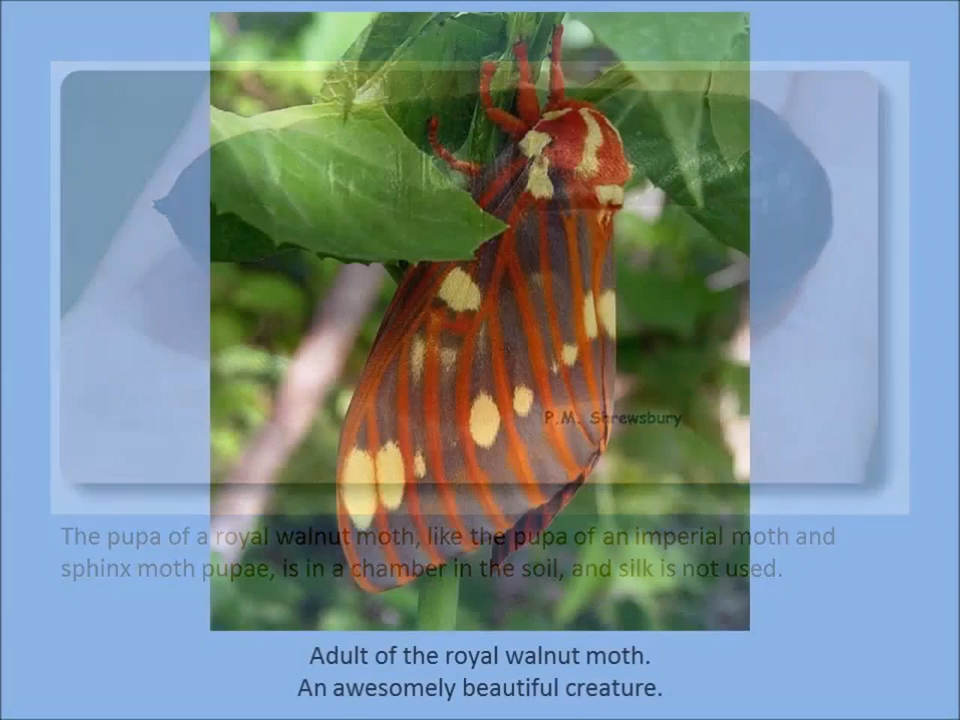 P.M. Shrewsbury
The pupa of a royal walnut moth, like the pupa of an imperial moth and
sphinx moth pupae, is in a chamber in the soil, and silk is not used.
Adult of the royal walnut moth.
An awesomely beautiful creature.